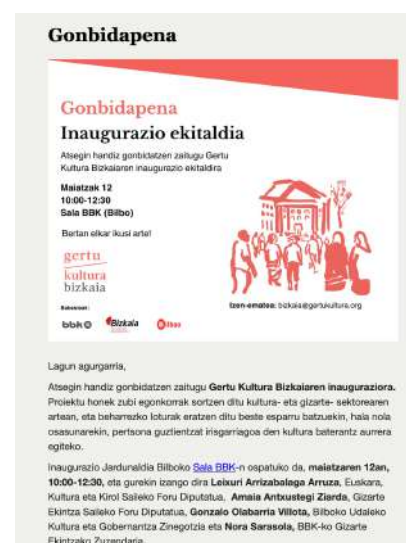 Gonbidapena
Gonbidapena
Inaugurazio ekitaldia
Atsegin handiz gonbidatzen zaitugu Gertu
Kultura Bizkaiaren inaugurazio ekitaldira
Maiatzak 12
10:00-12:30
Sala BBK (Bilbo)
Bertan elkar ikusi arte!
gertu
kultura
bizkaia
Izen-ematea: bizkaia@gertukultura.org
bbk
Bizkaia
Bilbao
Lagun agurgarria,
Atsegin handiz gonbidatzen zaitugu Gertu Kultura Bizkaiaren inauguraziora.
Proiektu honek zubi egonkorrak sortzen ditu kultura- eta gizarte- sektorearen
artean, eta beharrezko loturak eratzen ditu beste esparru batzuekin, hala nola
osasunarekin, pertsona guztientzat irisgarriagoa den kultura baterantz aurrera
egiteko.
Inaugurazio Jardunaldia Bilboko Sala BBK-n ospatuko da, maiatzaren 12an,
10:00-12:30, eta gurekin izango dira Leixuri Arrizabalaga Arruza, Euskara,
Kultura eta Kirol Saileko Foru Diputatua, Amaia Antxustegi Ziarda, Gizarte
Ekintza Saileko Foru Diputatua, Gonzalo Olabarria Villota, Bilboko Udaleko
Kultura eta Gobernantza Zinegotzia eta Nora Sarasola, BBK-ko Gizarte
Ekintzako Zuzendaria.